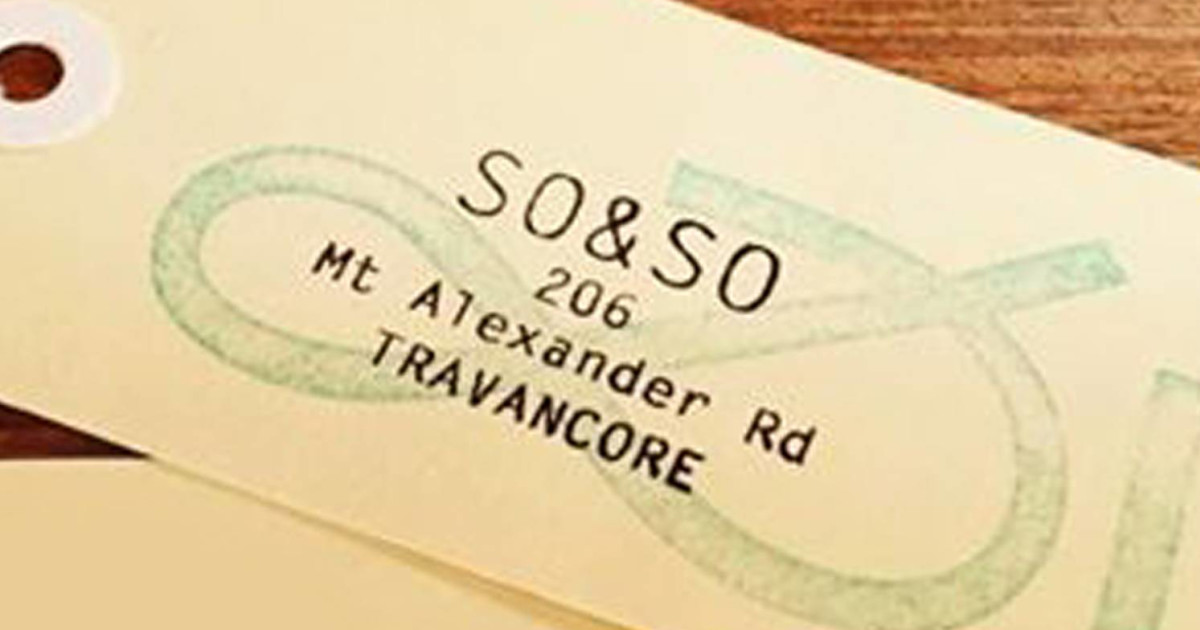 SO&SO
206
Mt Alexander Rd
TRAVANCORE